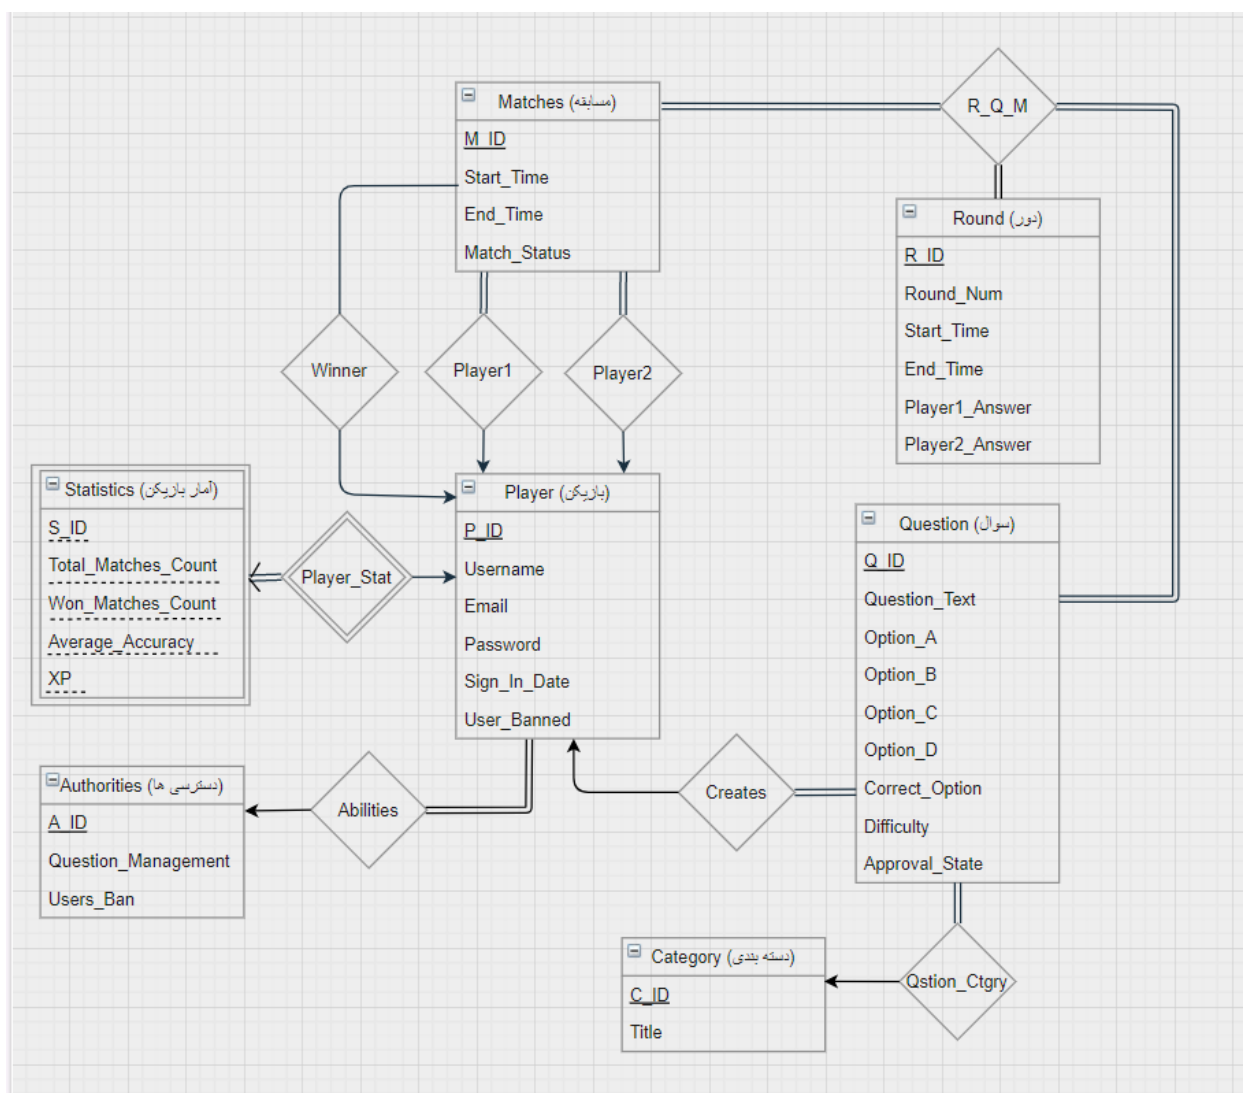 Matches (مسابقه)
M_ID
Start_Time
End_Time
Match_Status
R_Q_M
Round (دور)
R_ID
Round_Num
Start_Time
End_Time
Player1_Answer
Player2_Answer
Winner
Player1
Player2
Statistics (آمار بازیکن)
S_ID
Total_Matches_Count
Won_Matches_Count
Average_Accuracy
XP
Player_Stat
Player (بازیکن)
P_ID
Username
Email
Password
Sign_In_Date
User_Banned
Question (سوال)
Q_ID
Question_Text
Option_A
Option_B
Option_C
Option_D
Correct_Option
Difficulty
Approval_State
Authorities (دسترسی ها)
A_ID
Question_Management
Users_Ban
Abilities
Creates
Category (دسته بندی)
C_ID
Title
Qstion_Ctgry